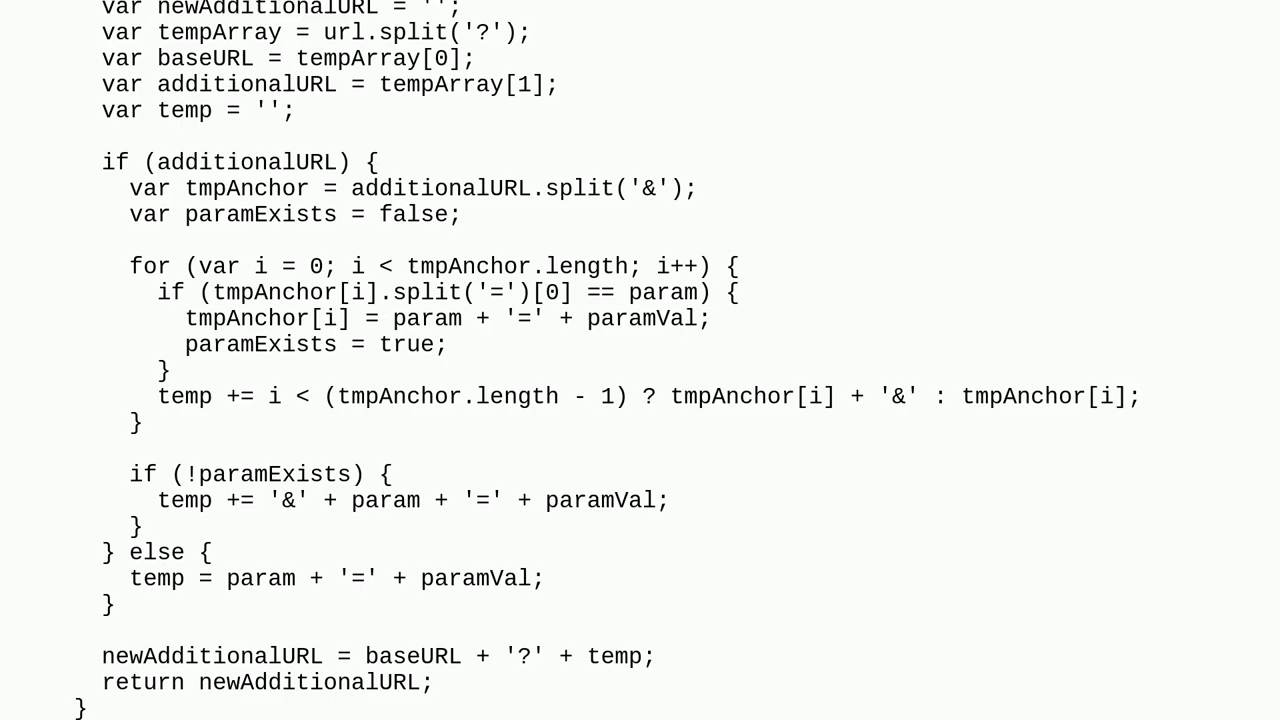 var newAdditionalURL = '';
var tempArray = url.split('?');
var baseURL = tempArray[0];
var additionalURL = tempArray[1];
var temp = '';
if (additionalURL) {
var tmpAnchor = additionalURL.split('&');
var paramExists = false;
for (var i = 0; i < tmpAnchor.length; i++) {
if (tmpAnchor[i].split('=')[0] == param) {
tmpAnchor[i] = param + '=' + paramVal;
paramExists = true;
}
temp += i < (tmpAnchor.length - 1) ? tmpAnchor[i] + '&' : tmpAnchor[i];
}
if (!paramExists) {
temp += '&' + param + '=' + paramVal;
}
} else {
temp = param + '=' + paramVal;
}
newAdditionalURL = baseURL + '?' + temp;
return newAdditionalURL;
}